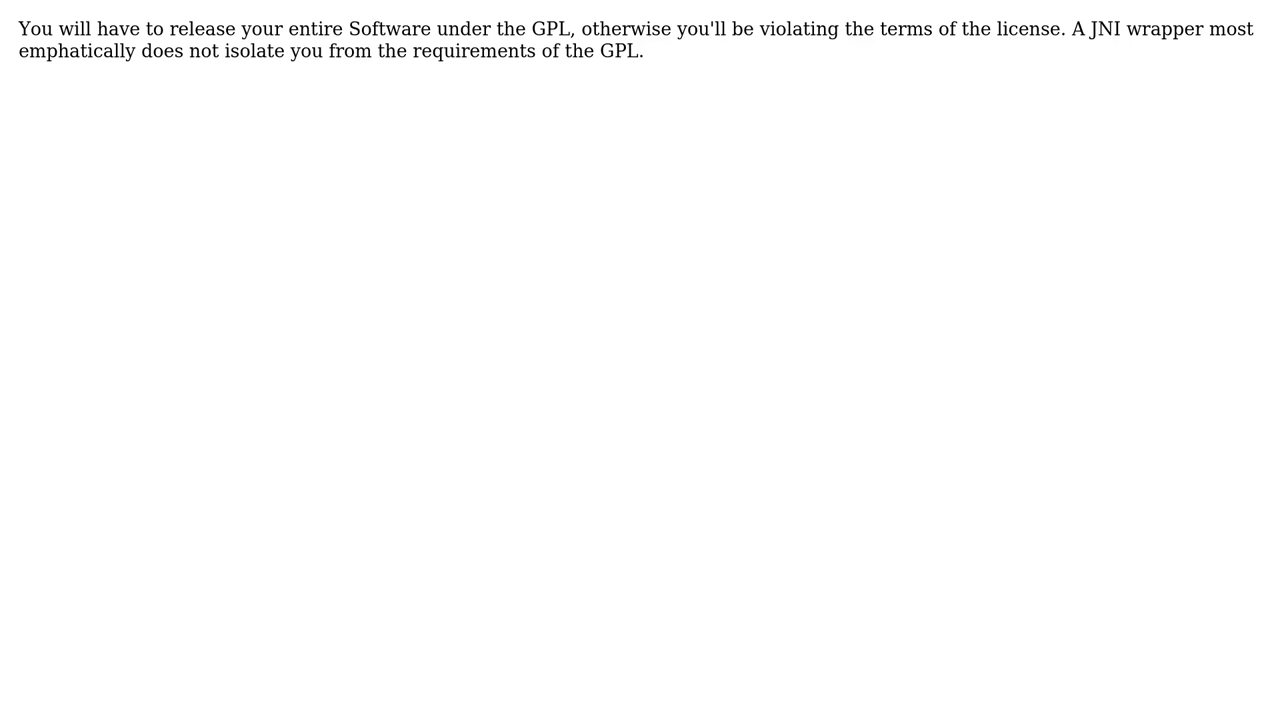 You will have to release your entire Software under the GPL, otherwise you'll be violating the terms of the license. A JNI wrapper most
emphatically does not isolate you from the requirements of the GPL.